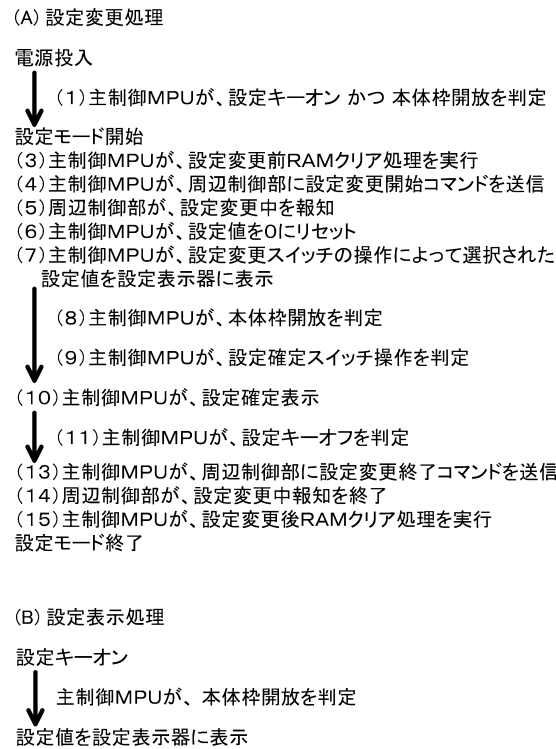 (A) 設定変更処理
電源投入
(1)主制御MPUが、設定キーオン かつ 本体枠開放を判定
設定モード開始
(3)主制御MPUが、設定変更前RAMクリア処理を実行
(4)主制御MPUが、周辺制御部に設定変更開始コマンドを送信
(5)周辺制御部が、設定変更中を報知
(6)主制御MPUが、設定値を0にリセット
(7)主制御MPUが、設定変更スイッチの操作によって選択された
設定値を設定表示器に表示
(8)主制御MPUが、本体枠開放を判定
(9)主制御MPUが、設定確定スイッチ操作を判定
(10)主制御MPUが、設定確定表示
(11)主制御MPUが、設定キーオフを判定
(13)主制御MPUが、周辺制御部に設定変更終了コマンドを送信
(14)周辺制御部が、設定変更中報知を終了
(15)主制御MPUが、設定変更後RAMクリア処理を実行
設定モード終了
(B) 設定表示処理
設定キーオン
主制御MPUが、本体枠開放を判定
設定値を設定表示器に表示